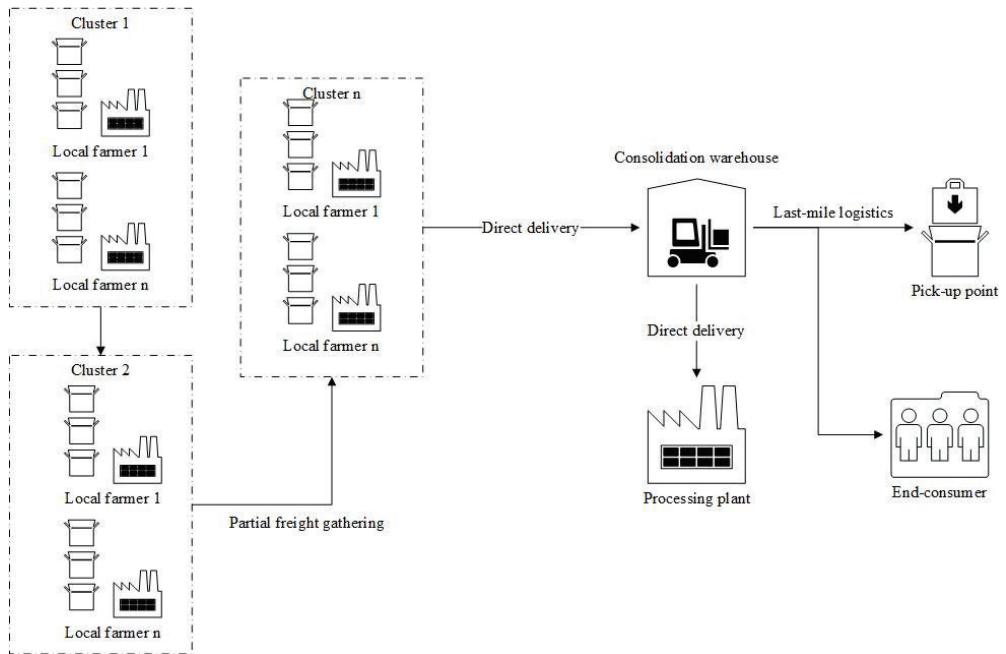 Cluster 1
Local farmer 1
Local farmer n
Cluster 2
Local farmer 1
Local farmer n
Partial freight gathering
Cluster n
Local farmer 1
Local farmer n
Direct delivery
Consolidation warehouse
Direct delivery
Processing plant
Last-mile logistics
Pick-up point
End-consumer